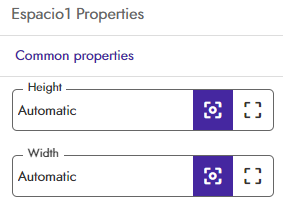 Espacio1 Properties
Common properties
Height
Automatic
Width
Automatic